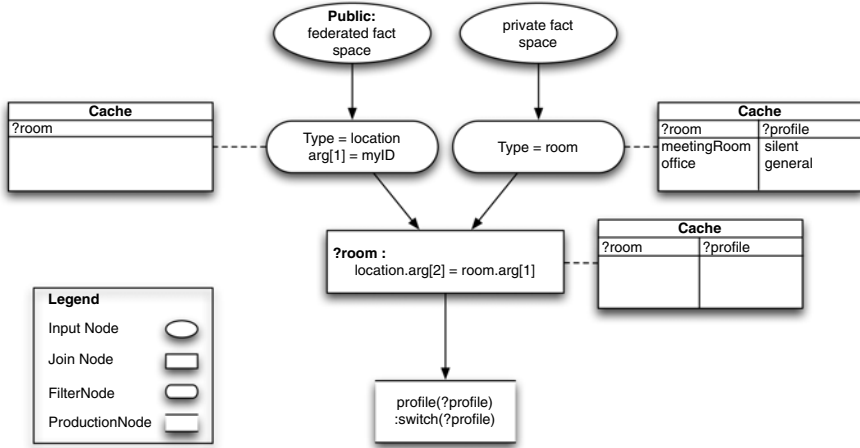 Public:
federated fact
space
private fact
space
Cache
?room
Type = location
arg[1] = myID
Type = room
Cache
?room ?profile
meetingRoom silent
office general
?room :
location.arg[2] = room.arg[1]
Cache
?room ?profile
Legend
Input Node
Join Node
FilterNode
ProductionNode
profile(?profile)
:switch(?profile)